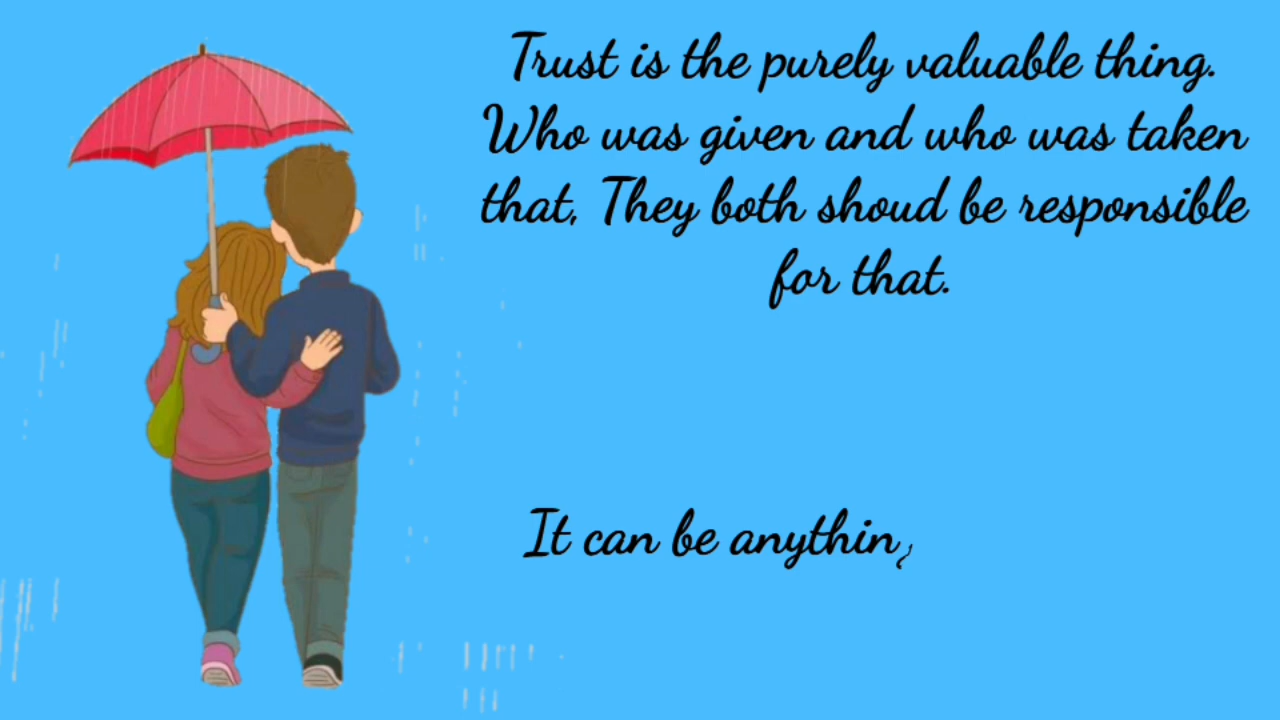 Trust is the purely valuable thing.
Who was given and who was taken
that, They both shoud be responsible
for that.
It can be anythin